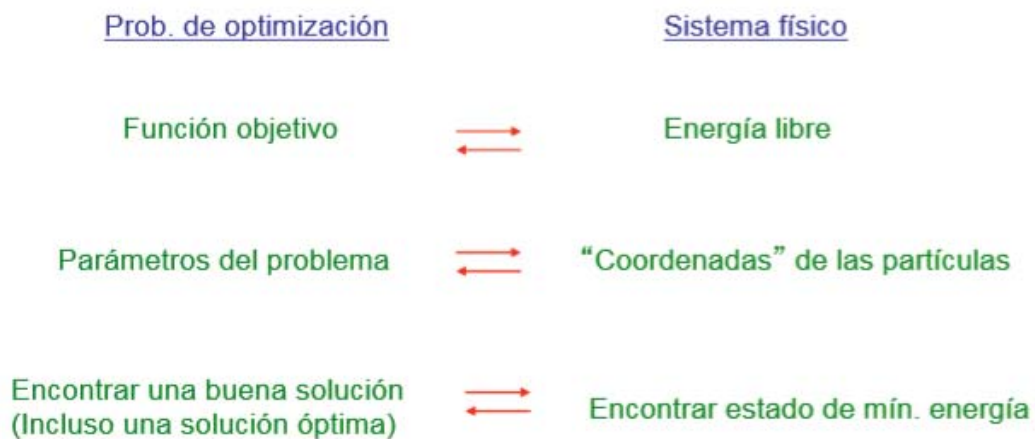 Prob. de optimización
Sistema físico
Función objetivo
Energía libre
Parámetros del problema
“Coordenadas” de las partículas
Encontrar una buena solución
(Incluso una solución óptima)
Encontrar estado de mín. energía